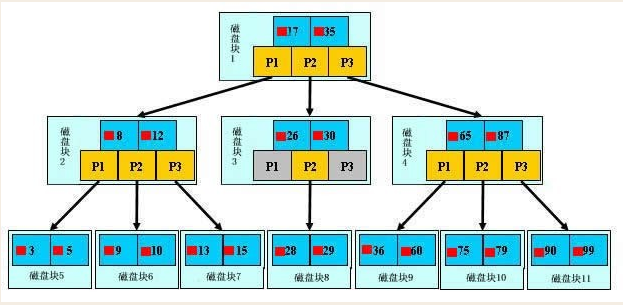 磁盘块1
17 35
P1 P2 P3
磁盘块2
8 12
P1 P2 P3
磁盘块3
26 30
P1 P2 P3
磁盘块4
65 87
P1 P2 P3
3 5
磁盘块5
9 10
磁盘块6
13 15
磁盘块7
28 29
磁盘块8
36 60
磁盘块9
75 79
磁盘块10
90 99
磁盘块11